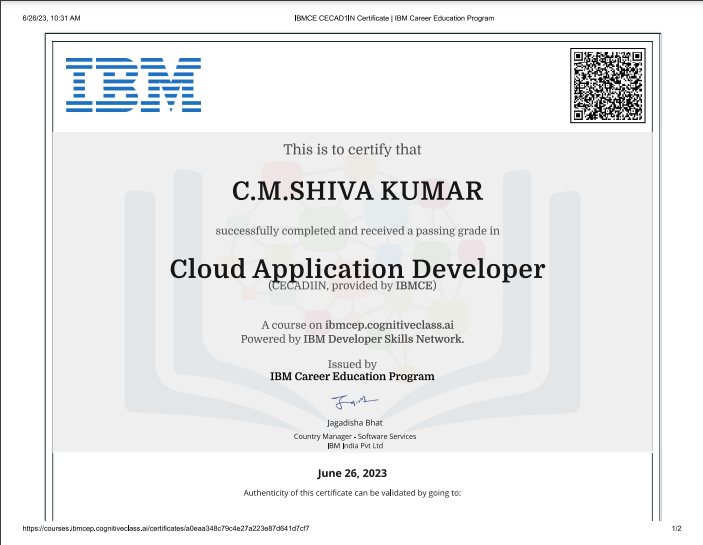 6/26/23, 10:31 AM
IBMCE CECAD1IN Certificate | IBM Career Education Program
IBM
This is to certify that
C.M.SHIVA KUMAR
successfully completed and received a passing grade in
Cloud Application Developer
(CECAD1IN, provided by IBMCE)
A course on ibmcep.cognitiveclass.ai
Powered by IBM Developer Skills Network.
Issued by
IBM Career Education Program
Jagadisha Bhat
Country Manager - Software Services
IBM India Pvt Ltd
June 26, 2023
Authenticity of this certificate can be validated by going to:
https://courses.ibmcep.cognitiveclass.ai/certificates/a0eaa348c79c4e27a223e87d641d7cf7
1/2